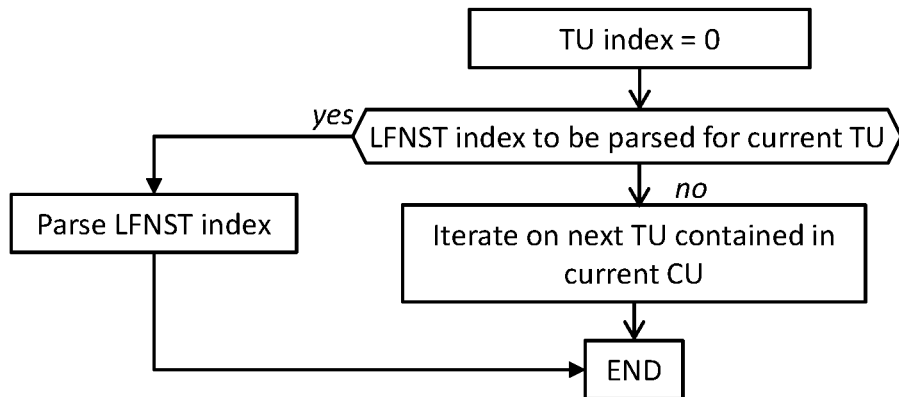 TU index = 0
yes
LFNST index to be parsed for current TU
no
Parse LFNST index
Iterate on next TU contained in
current CU
END